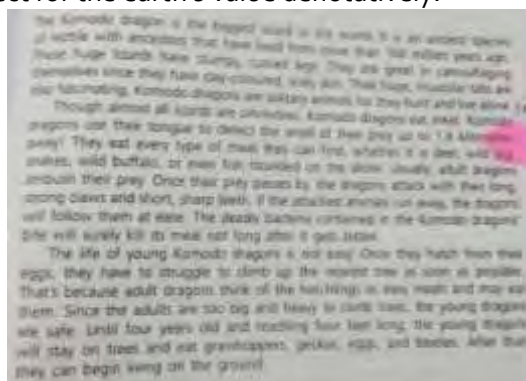 ct for the earth's value denotatively.
The Komodo dragon is the biggest lizard in the world. It is an ancient species
of reptile with ancestors that have lived from more than 100 million years ago.
These huge lizards have stumpy, curved legs. They are great in camouflaging
themselves since they have clay-coloured, scaly skin. Their huge, muscular tails are
also fascinating. Komodo dragons are solitary animals for they hunt and live alone.
Though almost all lizards are Komodo dragons eat meat. Komodo
dragons use their tongue to detect the smell of their prey up to
away! They eat every type of meat they can find, whether it is deer, wild
snakes, wild buffalo, or even fish on the shore. Usually, adult dragons
ambush their prey. Once their prey passes by, the dragons attack with their long,
strong claws and short, sharp teeth. If the attacked animals run away, the dragons
will follow them at ease. The deadly bacteria contained in the Komodo dragons'
bite will surely kill its meal not long after it gets bitten.
The life of young Komodo dragons is not easy! Once they hatch from their
eggs, they have to struggle to climb up the nearest tree as soon as possible.
That's because adult dragons think of the hatchlings as easy meals and may eat
them. Since the adults are too big and heavy to climb trees, the young dragons
are safe. Until four years old and reaching four feet long, the young dragons
will stay on trees and eat grasshoppers, geckos, eggs, and beetles. After that
they can begin living on the ground.